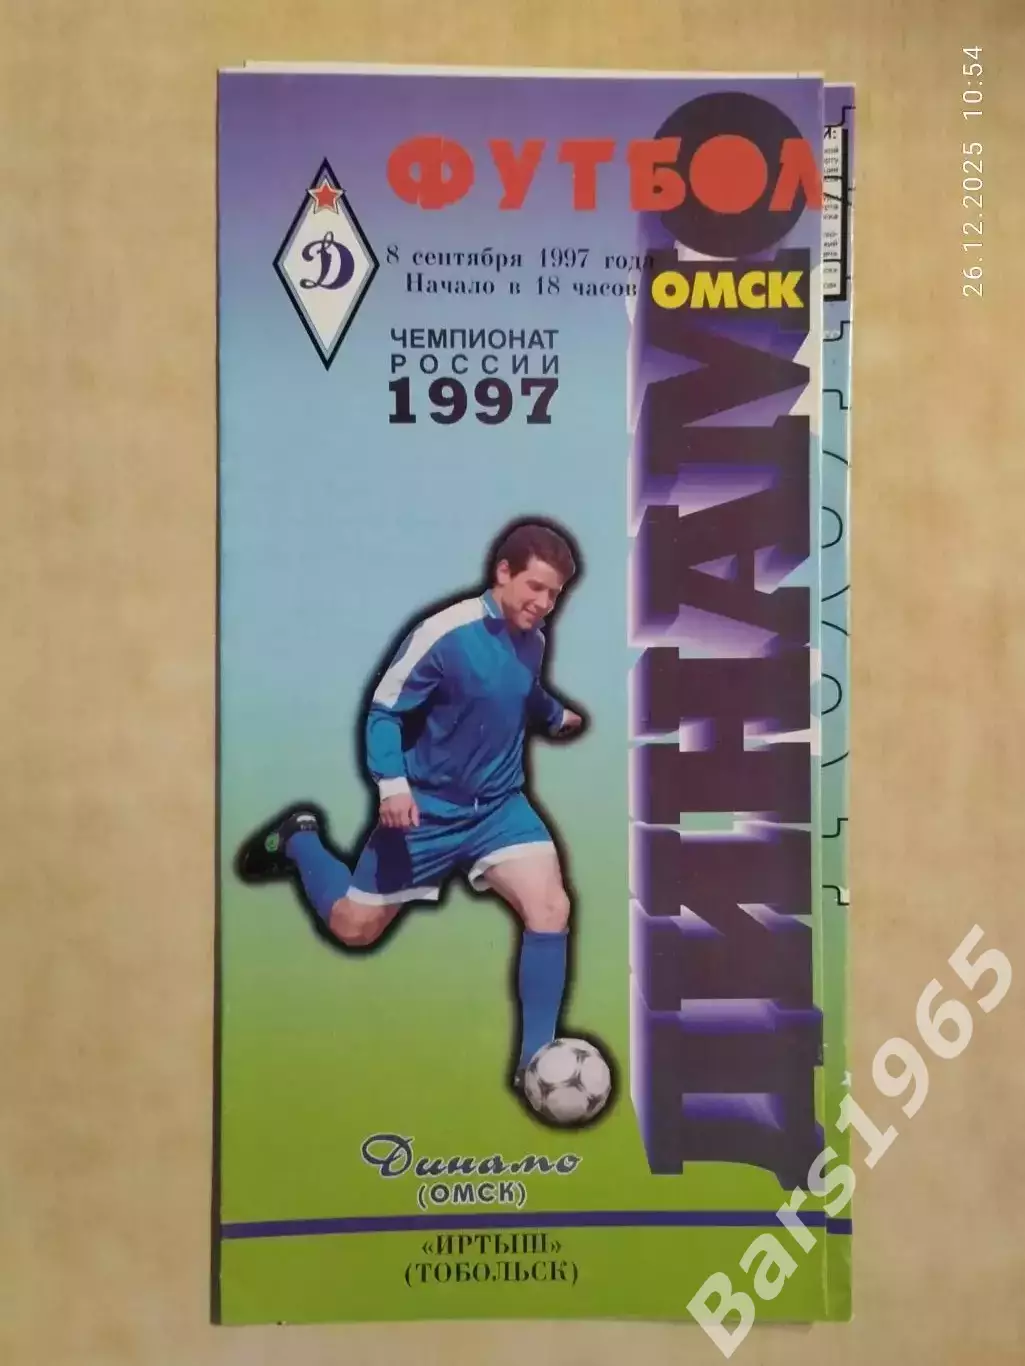 ФУТБОЛ
8 сентября 1997 года
Начало в 18 часов
ОМСК
ЧЕМПИОНАТ
РОССИИ
1997
Д
ДИНАМО
Динамо
(ОМСК)
«ИРТЫШ»
(ТОБОЛЬСК)
26.12.2025 10:54
Bars1965